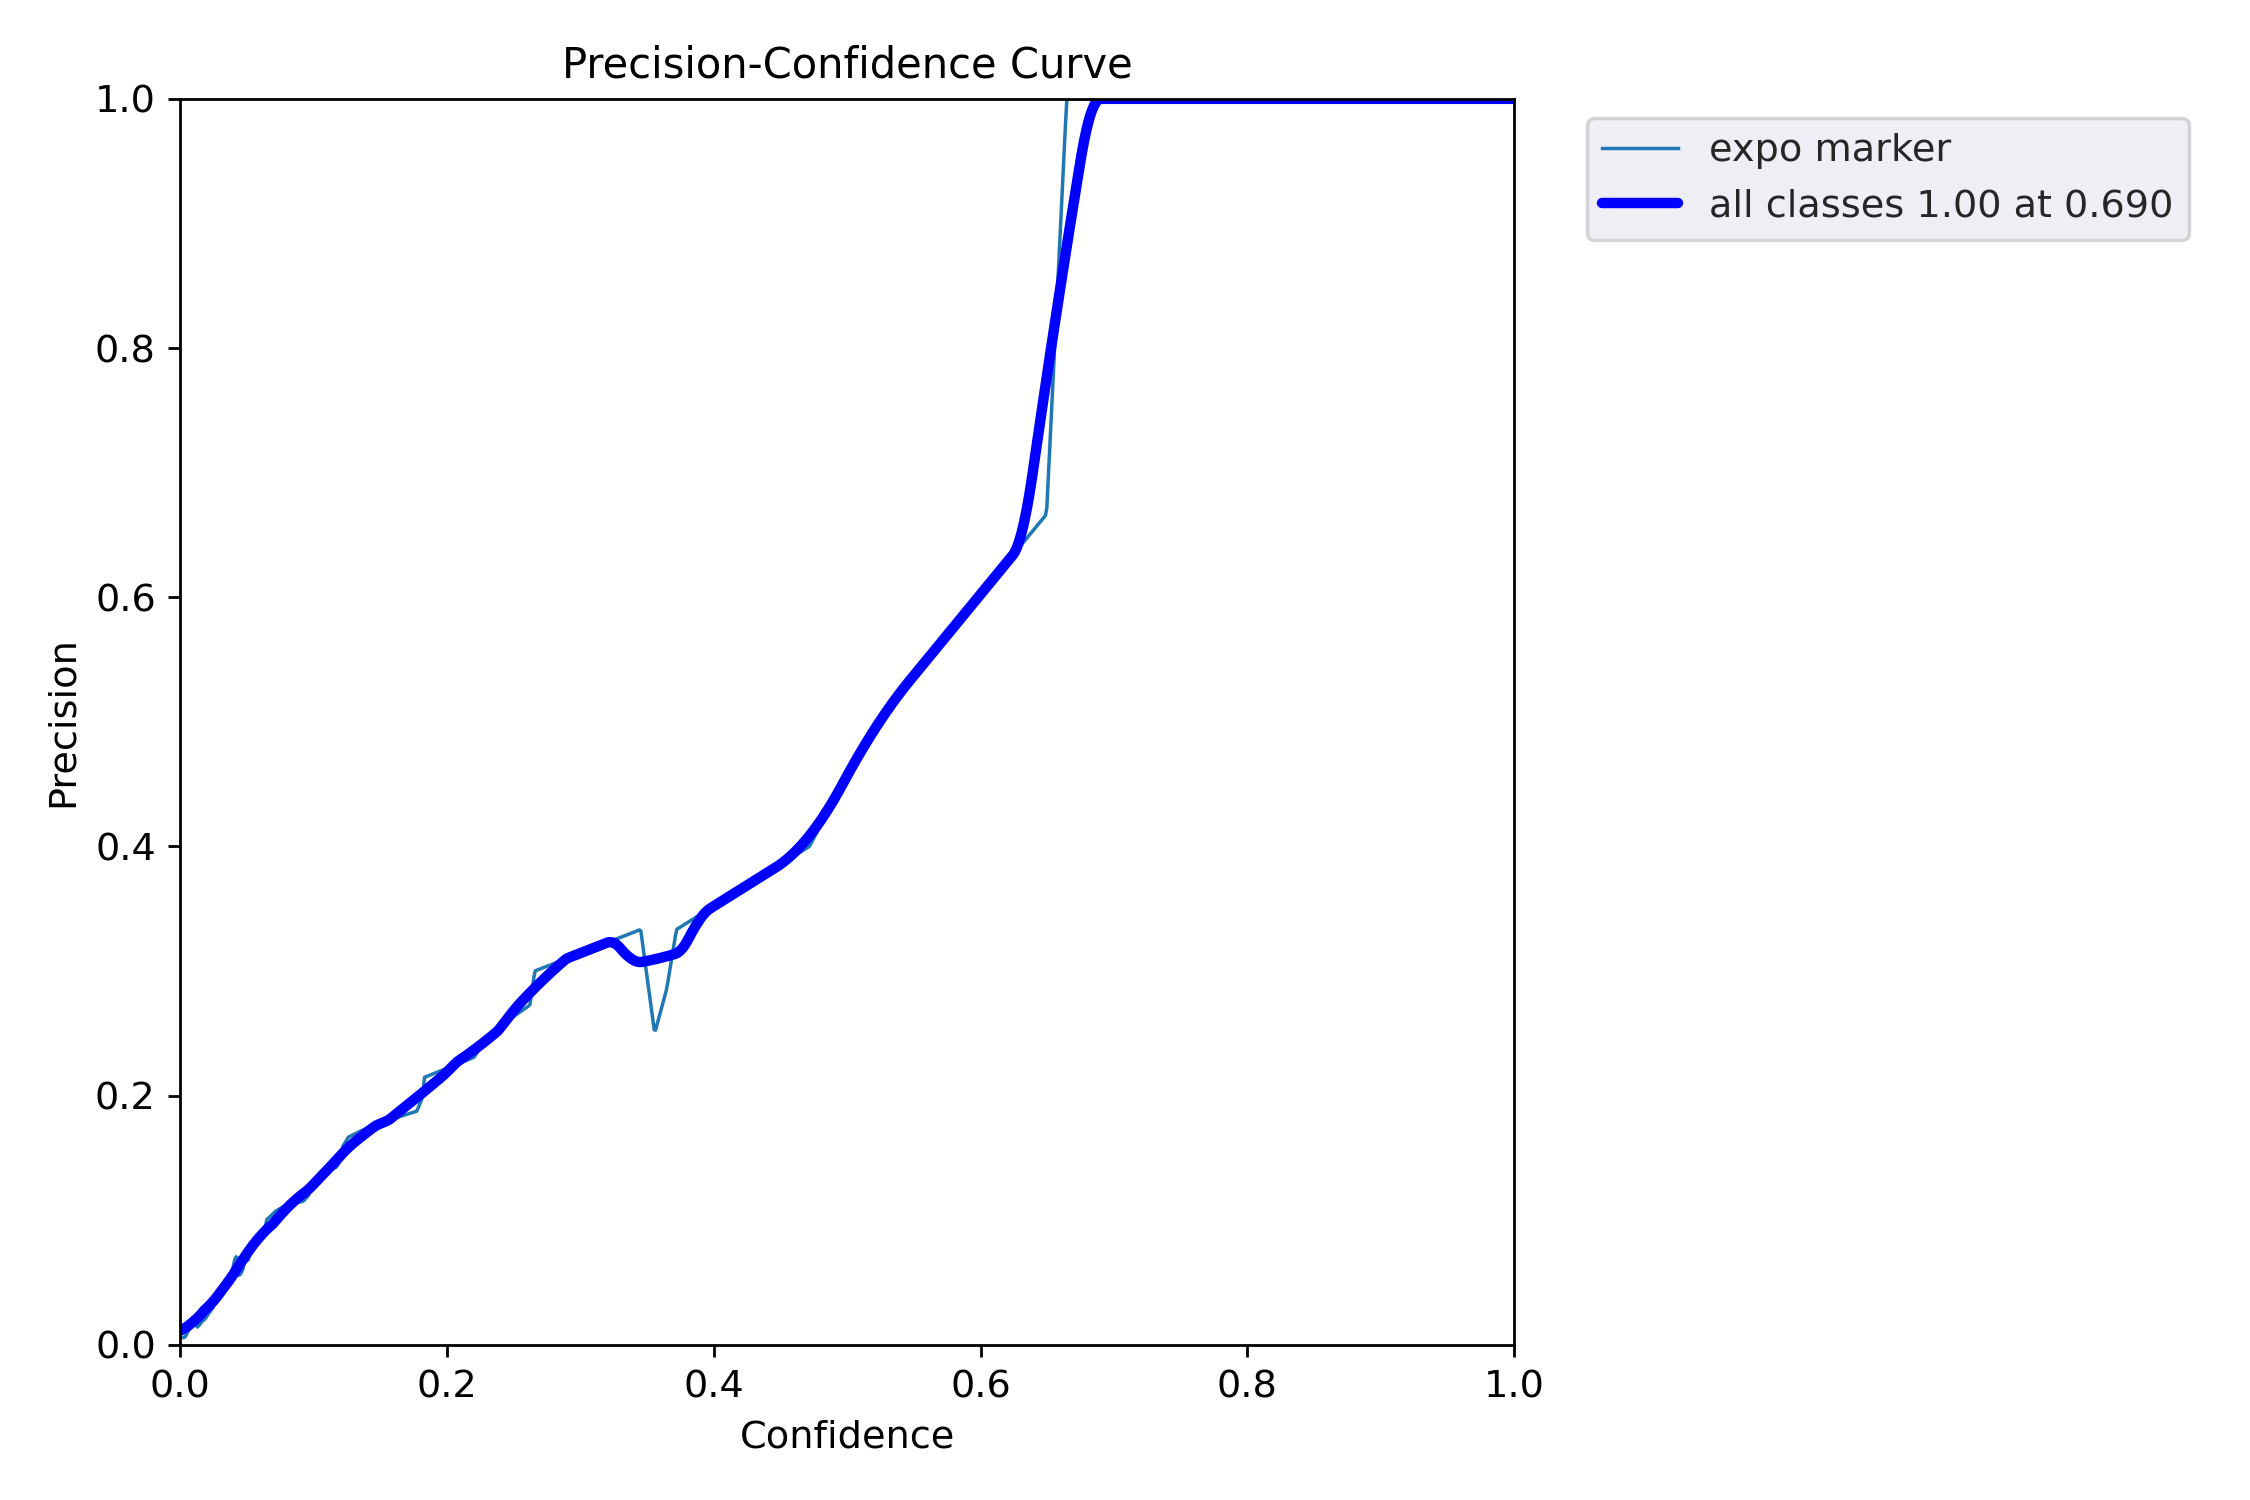 Precision-Confidence Curve
1.0
0.8
0.6
0.4
0.2
0.0
Precision
0.0 0.2 0.4 0.6 0.8 1.0
Confidence
expo marker
all classes 1.00 at 0.690